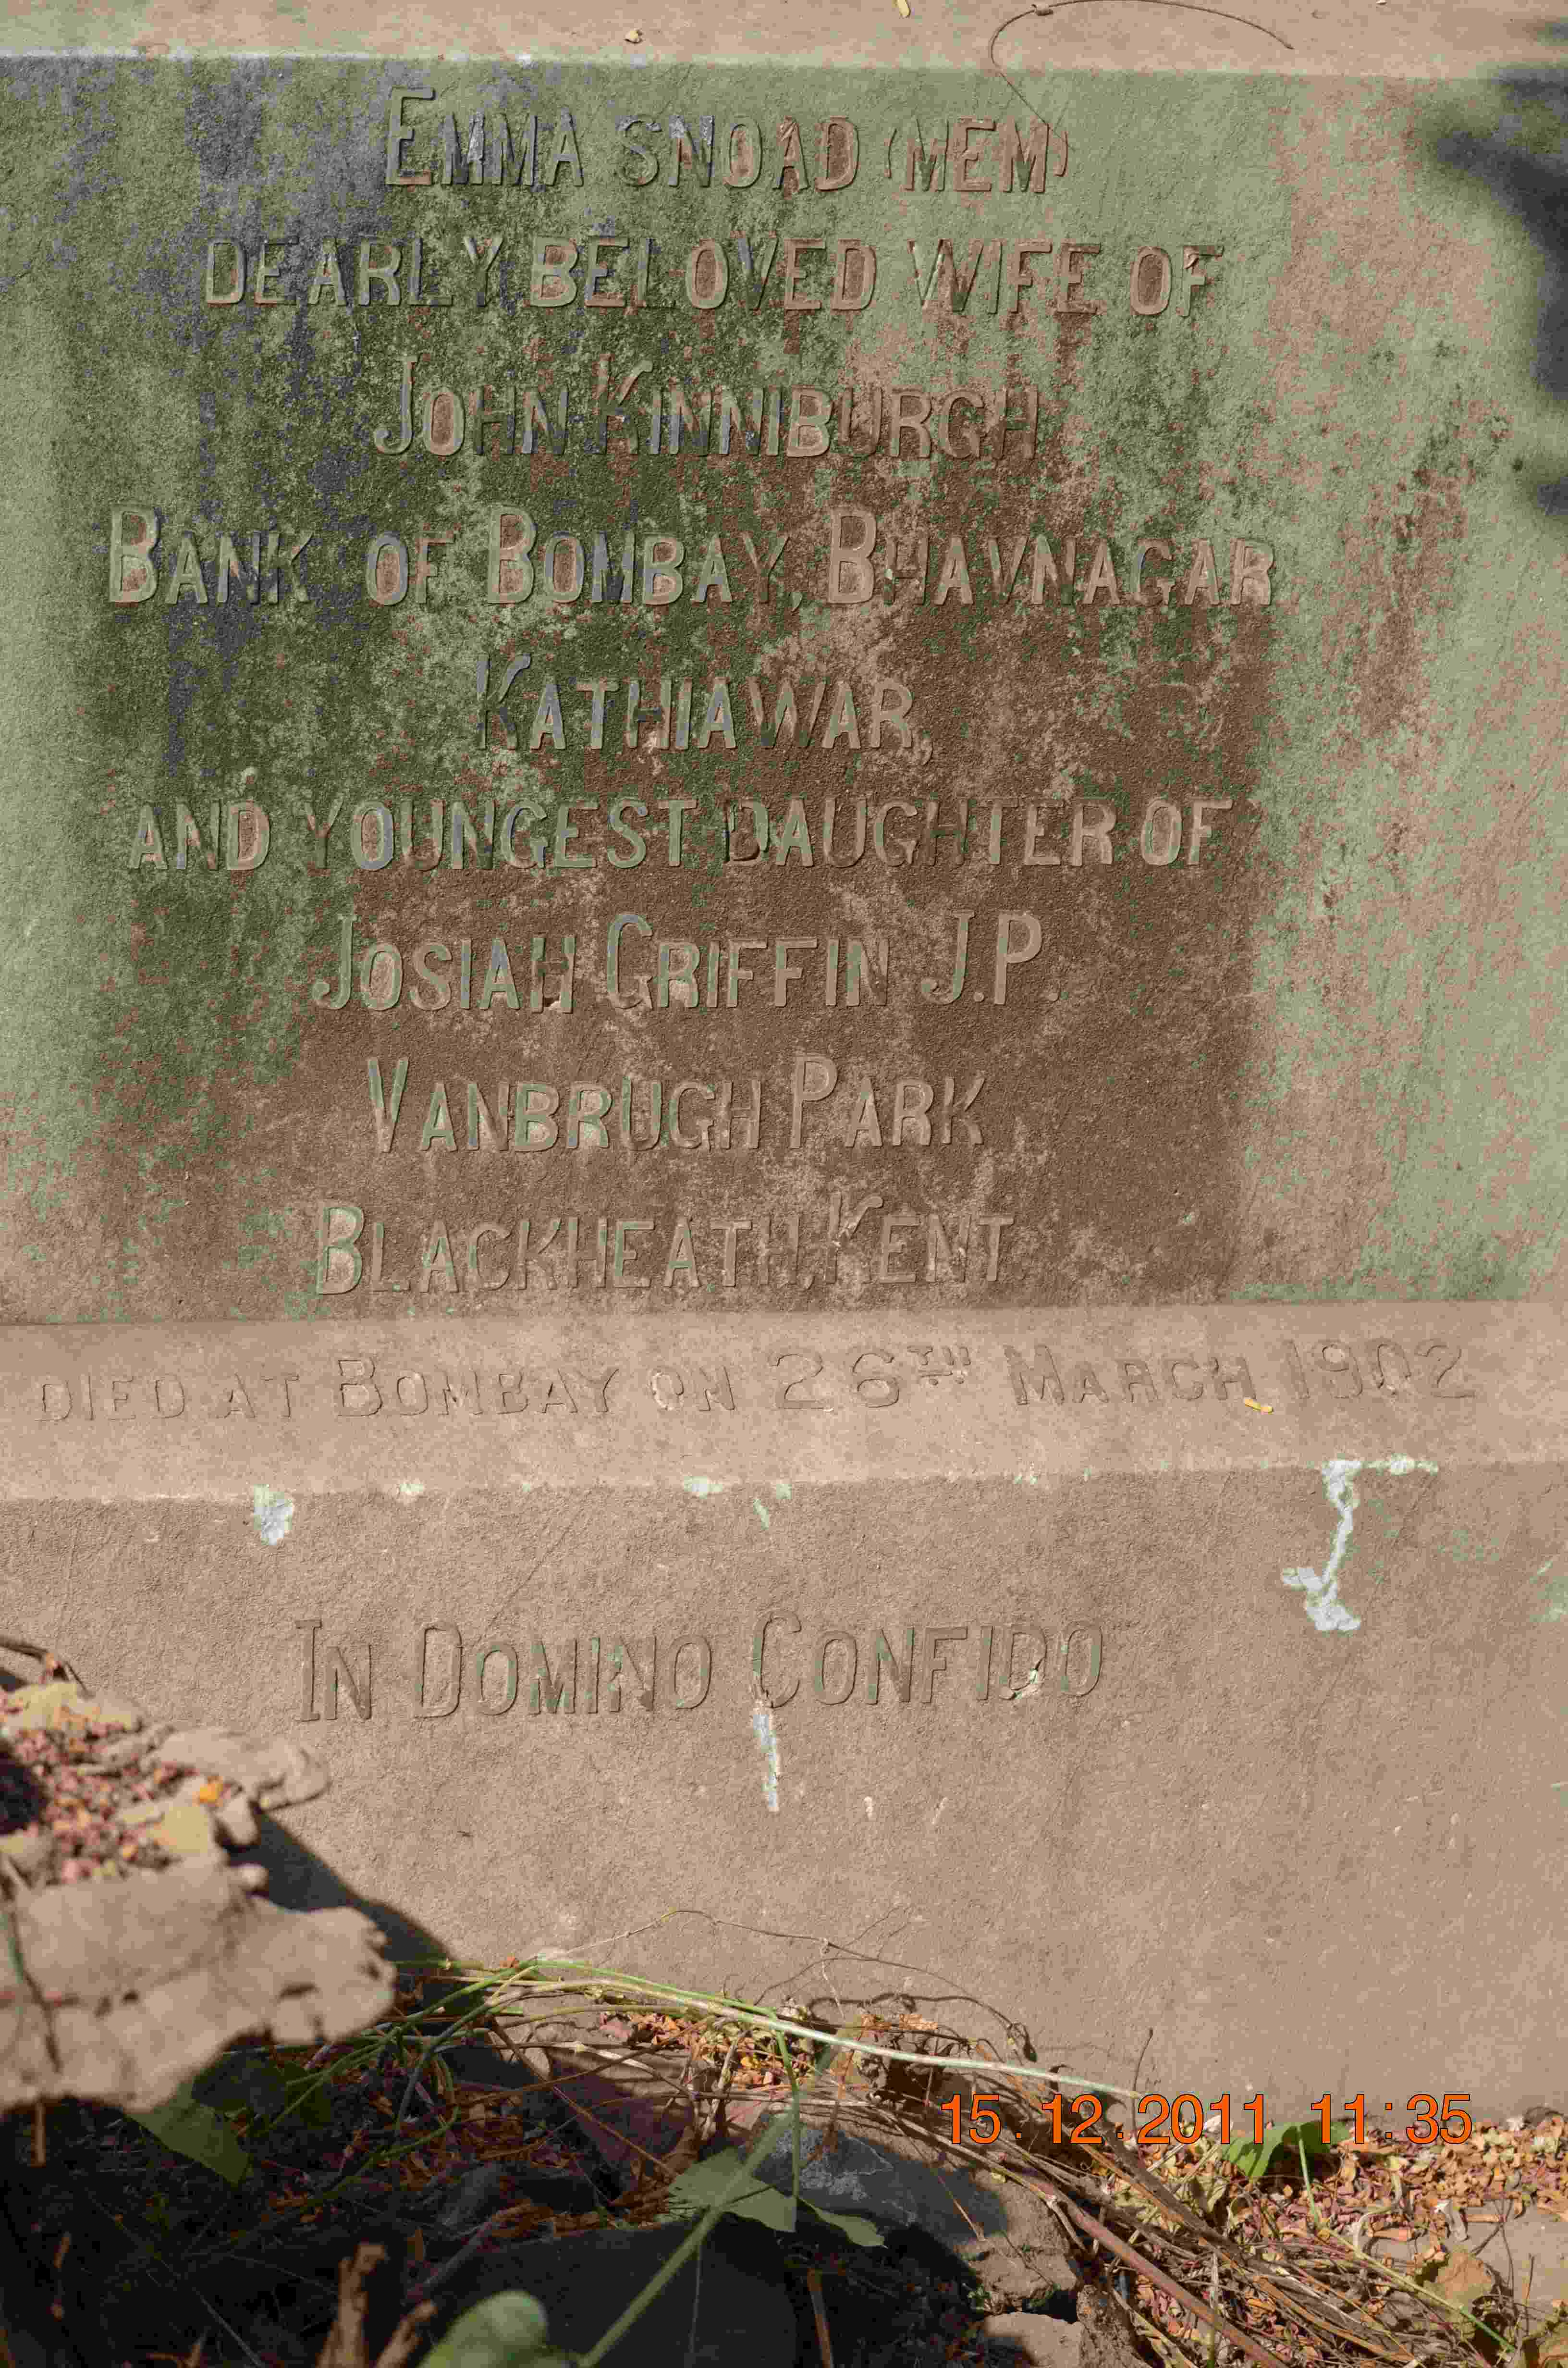 EMMA SNOAD (MEM)
DEARLY BELOVED WIFE OF
JOHN KINNIBURGH
BANK OF BOMBAY, BHAVNAGAR
KATHIAWAR,
AND YOUNGEST DAUGHTER OF
JOSIAH GRIFFIN J.P.
VANBRUGH PARK
BLACKHEATH, KENT
DIED AT BOMBAY ON 26TH MARCH 1902
IN DOMINO CONFIDO
15.12.2011 11:35